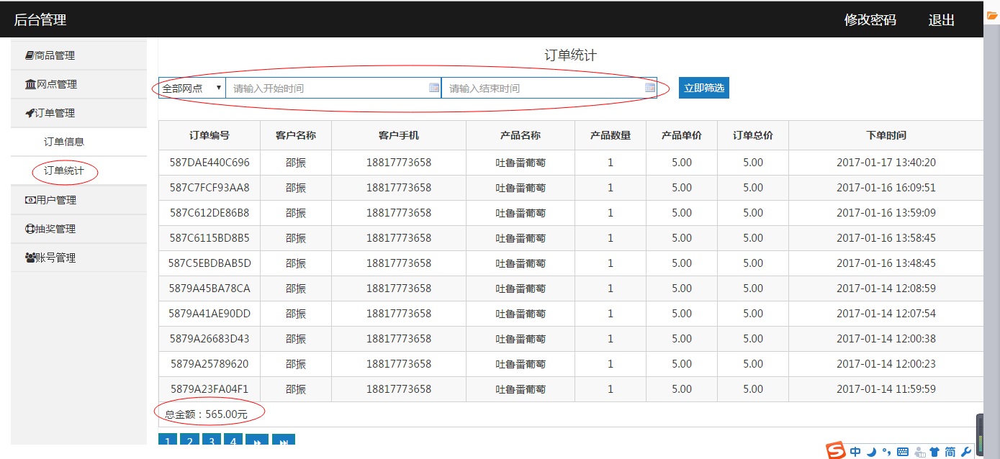 后台管理 修改密码 退出
商品管理
网点管理
订单管理
订单信息
订单统计
用户管理
抽奖管理
账号管理
订单统计
全部网点 请输入开始时间 请输入结束时间 立即筛选
订单编号 客户名称 客户手机 产品名称 产品数量 产品单价 订单总价 下单时间
587DAE440C696 邵振 18817773658 吐鲁番葡萄 1 5.00 5.00 2017-01-17 13:40:20
587C7FCF93AA8 邵振 18817773658 吐鲁番葡萄 1 5.00 5.00 2017-01-16 16:09:51
587C612DE86B8 邵振 18817773658 吐鲁番葡萄 1 5.00 5.00 2017-01-16 13:59:09
587C6115BD8B5 邵振 18817773658 吐鲁番葡萄 1 5.00 5.00 2017-01-16 13:58:45
587C5EBDBAB5D 邵振 18817773658 吐鲁番葡萄 1 5.00 5.00 2017-01-16 13:48:45
5879A45BA78CA 邵振 18817773658 吐鲁番葡萄 1 5.00 5.00 2017-01-14 12:08:59
5879A41AE90DD 邵振 18817773658 吐鲁番葡萄 1 5.00 5.00 2017-01-14 12:07:54
5879A26683D43 邵振 18817773658 吐鲁番葡萄 1 5.00 5.00 2017-01-14 12:00:38
5879A25789620 邵振 18817773658 吐鲁番葡萄 1 5.00 5.00 2017-01-14 12:00:23
5879A23FA04F1 邵振 18817773658 吐鲁番葡萄 1 5.00 5.00 2017-01-14 11:59:59
总金额：565.00元
1 2 3 4
S 中 简